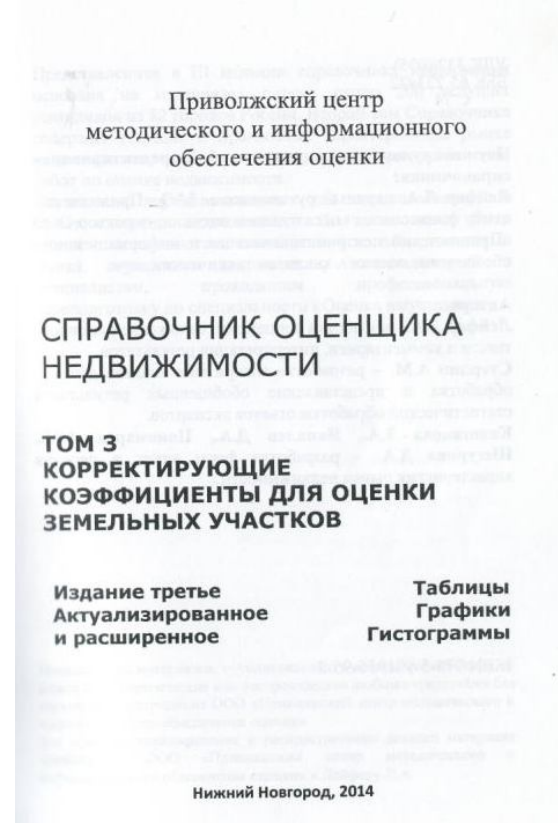 Приволжский центр
методического и информационного
обеспечения оценки
СПРАВОЧНИК ОЦЕНЩИКА
НЕДВИЖИМОСТИ
ТОМ 3
КОРРЕКТИРУЮЩИЕ
КОЭФФИЦИЕНТЫ ДЛЯ ОЦЕНКИ
ЗЕМЕЛЬНЫХ УЧАСТКОВ
Издание третье
Актуализированное
и расширенное
Таблицы
Графики
Гистограммы
Нижний Новгород, 2014